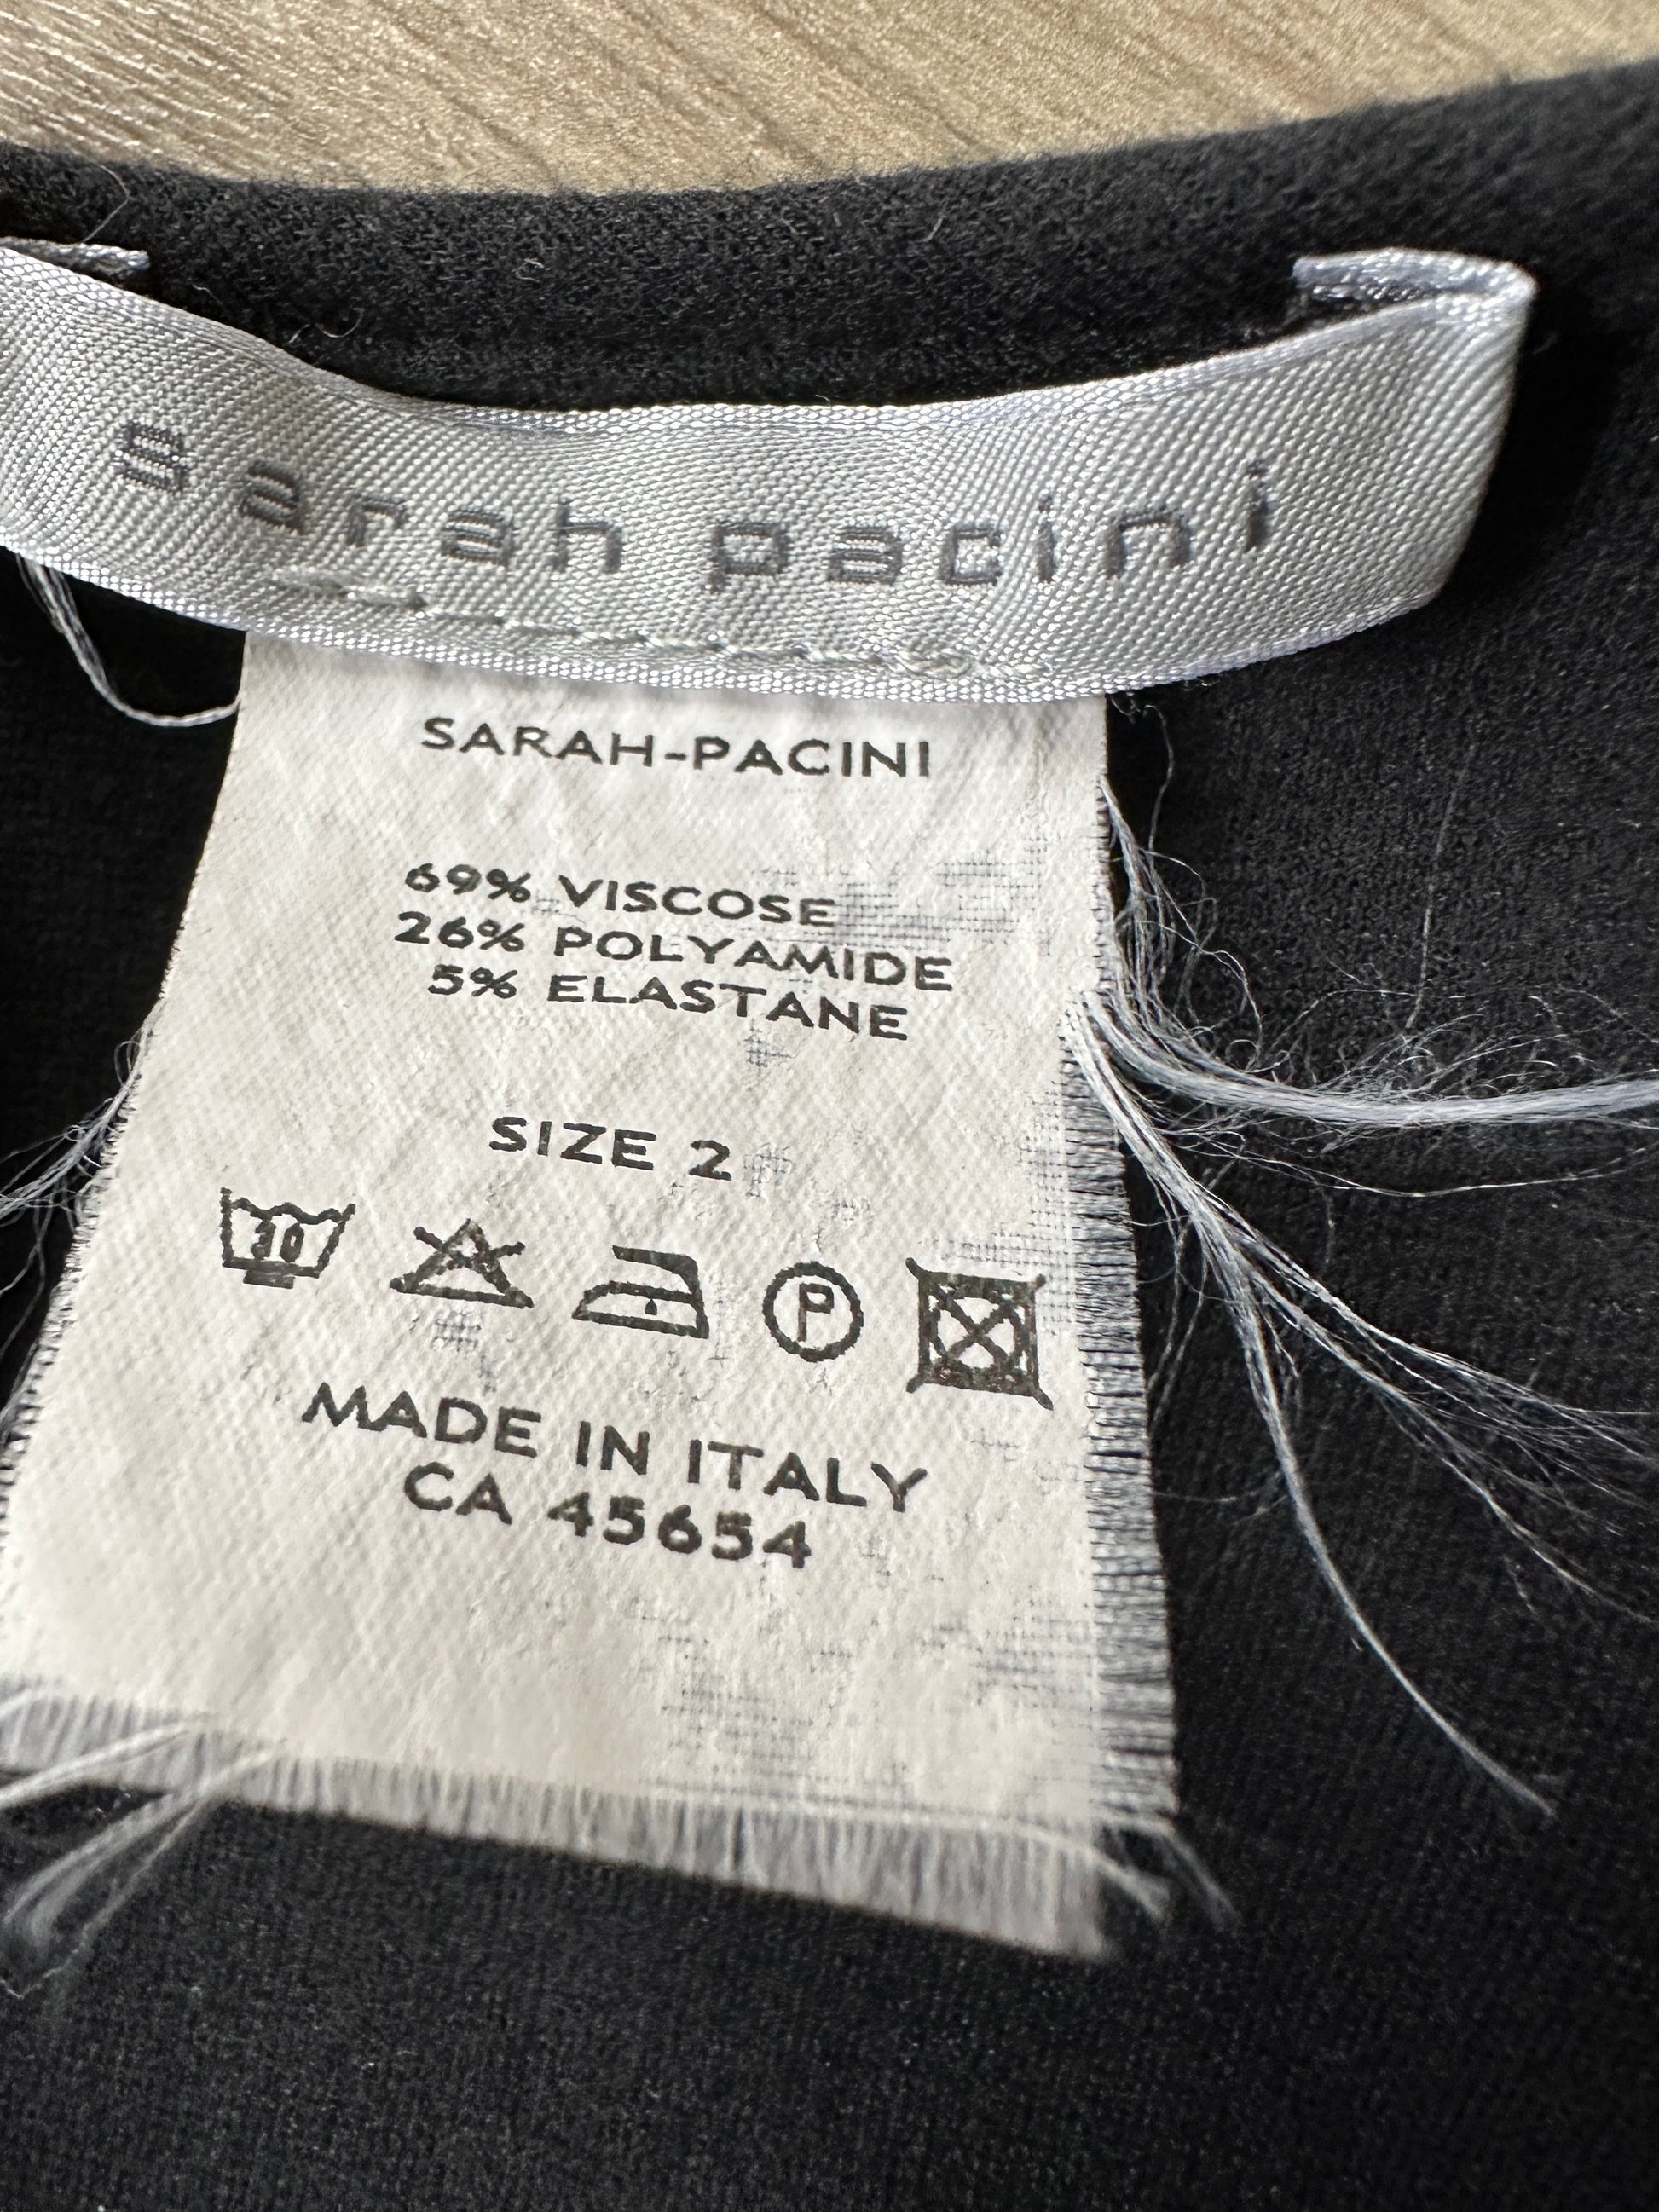 sarah pacini
SARAH-PACINI
69% VISCOSE
26% POLYAMIDE
5% ELASTANE
SIZE 2
30 P
MADE IN ITALY
CA 45654